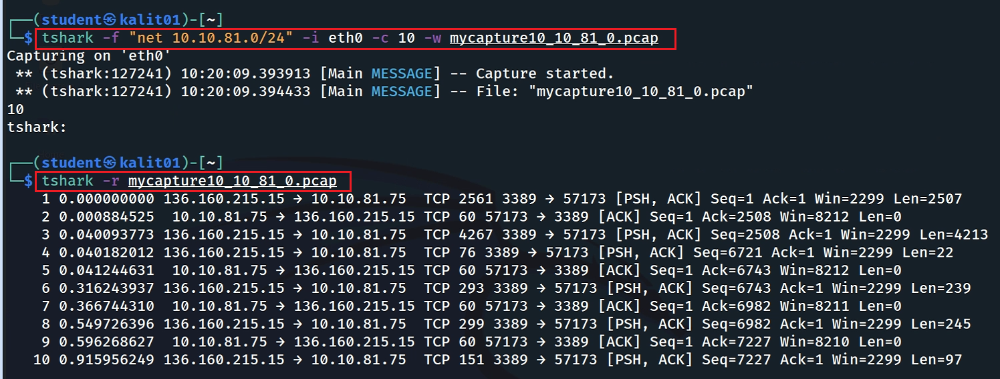 ┌──(student㉿kalit01)-[~]
└─$ tshark -f "net 10.10.81.0/24" -i eth0 -c 10 -w mycapture10_10_81_0.pcap
Capturing on 'eth0'
 ** (tshark:127241) 10:20:09.393913 [Main MESSAGE] -- Capture started.
 ** (tshark:127241) 10:20:09.394433 [Main MESSAGE] -- File: "mycapture10_10_81_0.pcap"
10
tshark:
┌──(student㉿kalit01)-[~]
└─$ tshark -r mycapture10_10_81_0.pcap
    1 0.000000000 136.160.215.15 → 10.10.81.75  TCP 2561 3389 → 57173 [PSH, ACK] Seq=1 Ack=1 Win=2299 Len=2507
    2 0.000884525  10.10.81.75 → 136.160.215.15 TCP 60 57173 → 3389 [ACK] Seq=1 Ack=2508 Win=8212 Len=0
    3 0.040093773 136.160.215.15 → 10.10.81.75  TCP 4267 3389 → 57173 [PSH, ACK] Seq=2508 Ack=1 Win=2299 Len=4213
    4 0.040182012 136.160.215.15 → 10.10.81.75  TCP 76 3389 → 57173 [PSH, ACK] Seq=6721 Ack=1 Win=2299 Len=22
    5 0.041244631  10.10.81.75 → 136.160.215.15 TCP 60 57173 → 3389 [ACK] Seq=1 Ack=6743 Win=8212 Len=0
    6 0.316243937 136.160.215.15 → 10.10.81.75  TCP 293 3389 → 57173 [PSH, ACK] Seq=6743 Ack=1 Win=2299 Len=239
    7 0.366744310  10.10.81.75 → 136.160.215.15 TCP 60 57173 → 3389 [ACK] Seq=1 Ack=6982 Win=8211 Len=0
    8 0.549726396 136.160.215.15 → 10.10.81.75  TCP 299 3389 → 57173 [PSH, ACK] Seq=6982 Ack=1 Win=2299 Len=245
    9 0.596268627  10.10.81.75 → 136.160.215.15 TCP 60 57173 → 3389 [ACK] Seq=1 Ack=7227 Win=8210 Len=0
   10 0.915956249 136.160.215.15 → 10.10.81.75  TCP 151 3389 → 57173 [PSH, ACK] Seq=7227 Ack=1 Win=2299 Len=97